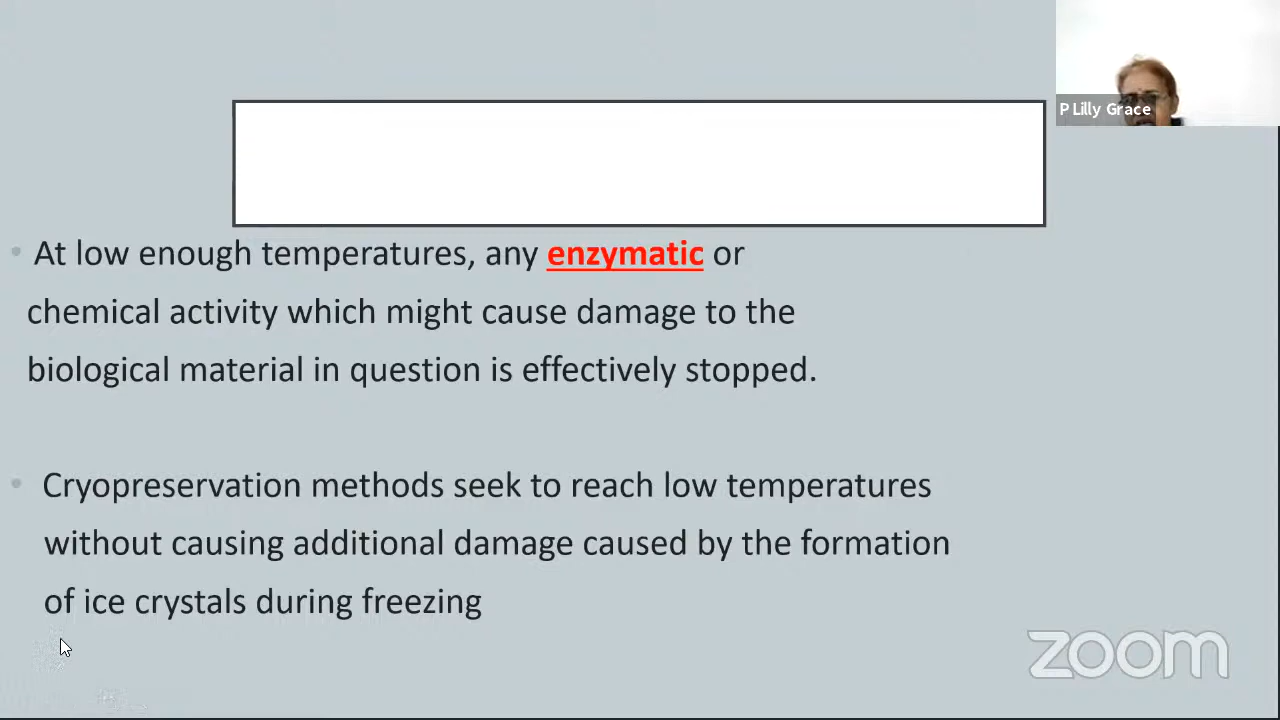 P Lilly Grace
• At low enough temperatures, any enzymatic or
chemical activity which might cause damage to the
biological material in question is effectively stopped.
• Cryopreservation methods seek to reach low temperatures
without causing additional damage caused by the formation
of ice crystals during freezing
zoom